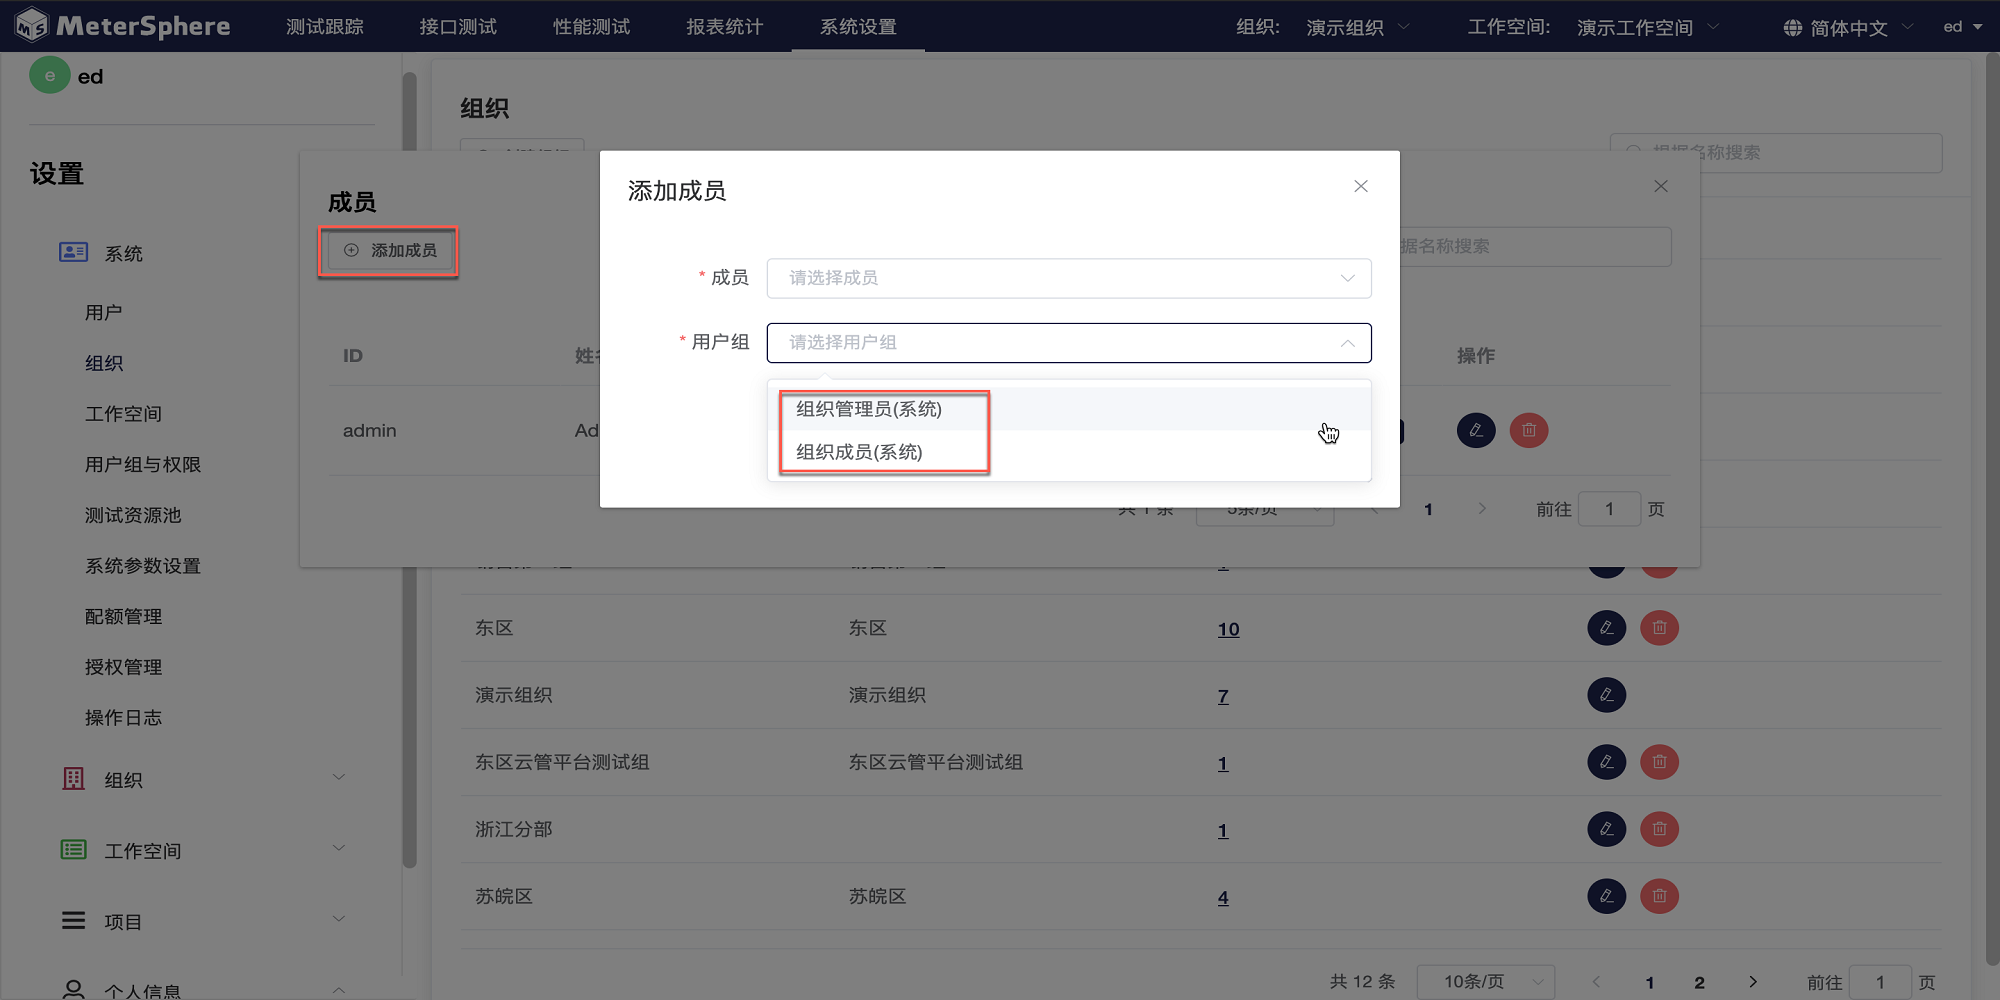 MeterSphere 测试跟踪 接口测试 性能测试 报表统计 系统设置 组织: 演示组织 工作空间: 演示工作空间 简体中文 ed
e ed
设置
系统
用户
组织
工作空间
用户组与权限
测试资源池
系统参数设置
配额管理
授权管理
操作日志
组织
工作空间
项目
个人信息
组织
根据名称搜索
成员
添加成员
据名称搜索
ID 操作
admin Ad
共 1 条 5条/页 1 前往 1 页
添加成员
* 成员 请选择成员
* 用户组 请选择用户组
组织管理员(系统)
组织成员(系统)
东区 东区 10
演示组织 演示组织 7
东区云管平台测试组 东区云管平台测试组 1
浙江分部 1
苏皖区 苏皖区 4
共 12 条 10条/页 1 2 前往 1 页